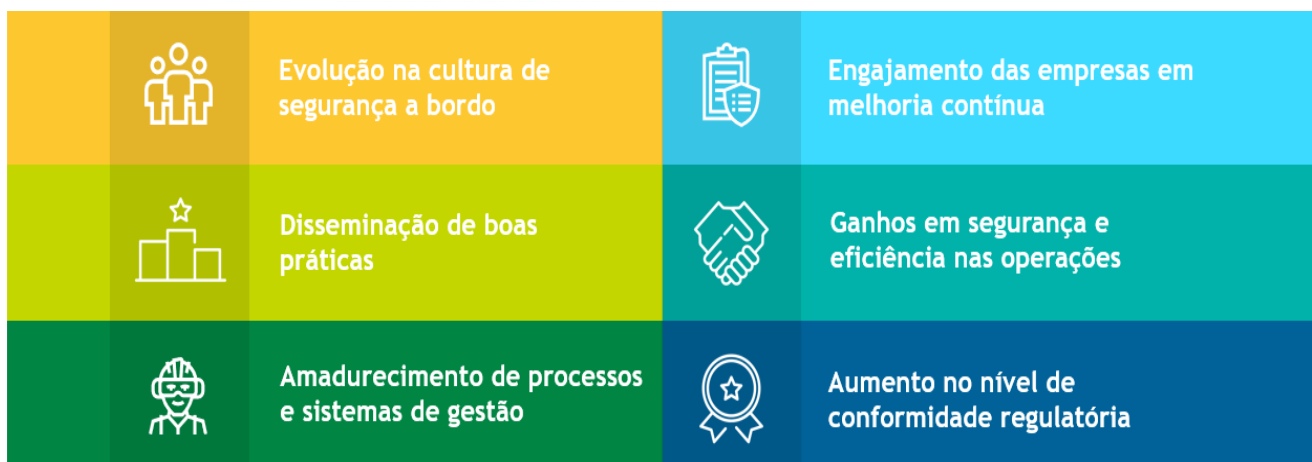 Evolução na cultura de
segurança a bordo
Engajamento das empresas em
melhoria contínua
Disseminação de boas
práticas
Ganhos em segurança e
eficiência nas operações
Amadurecimento de processos
e sistemas de gestão
Aumento no nível de
conformidade regulatória